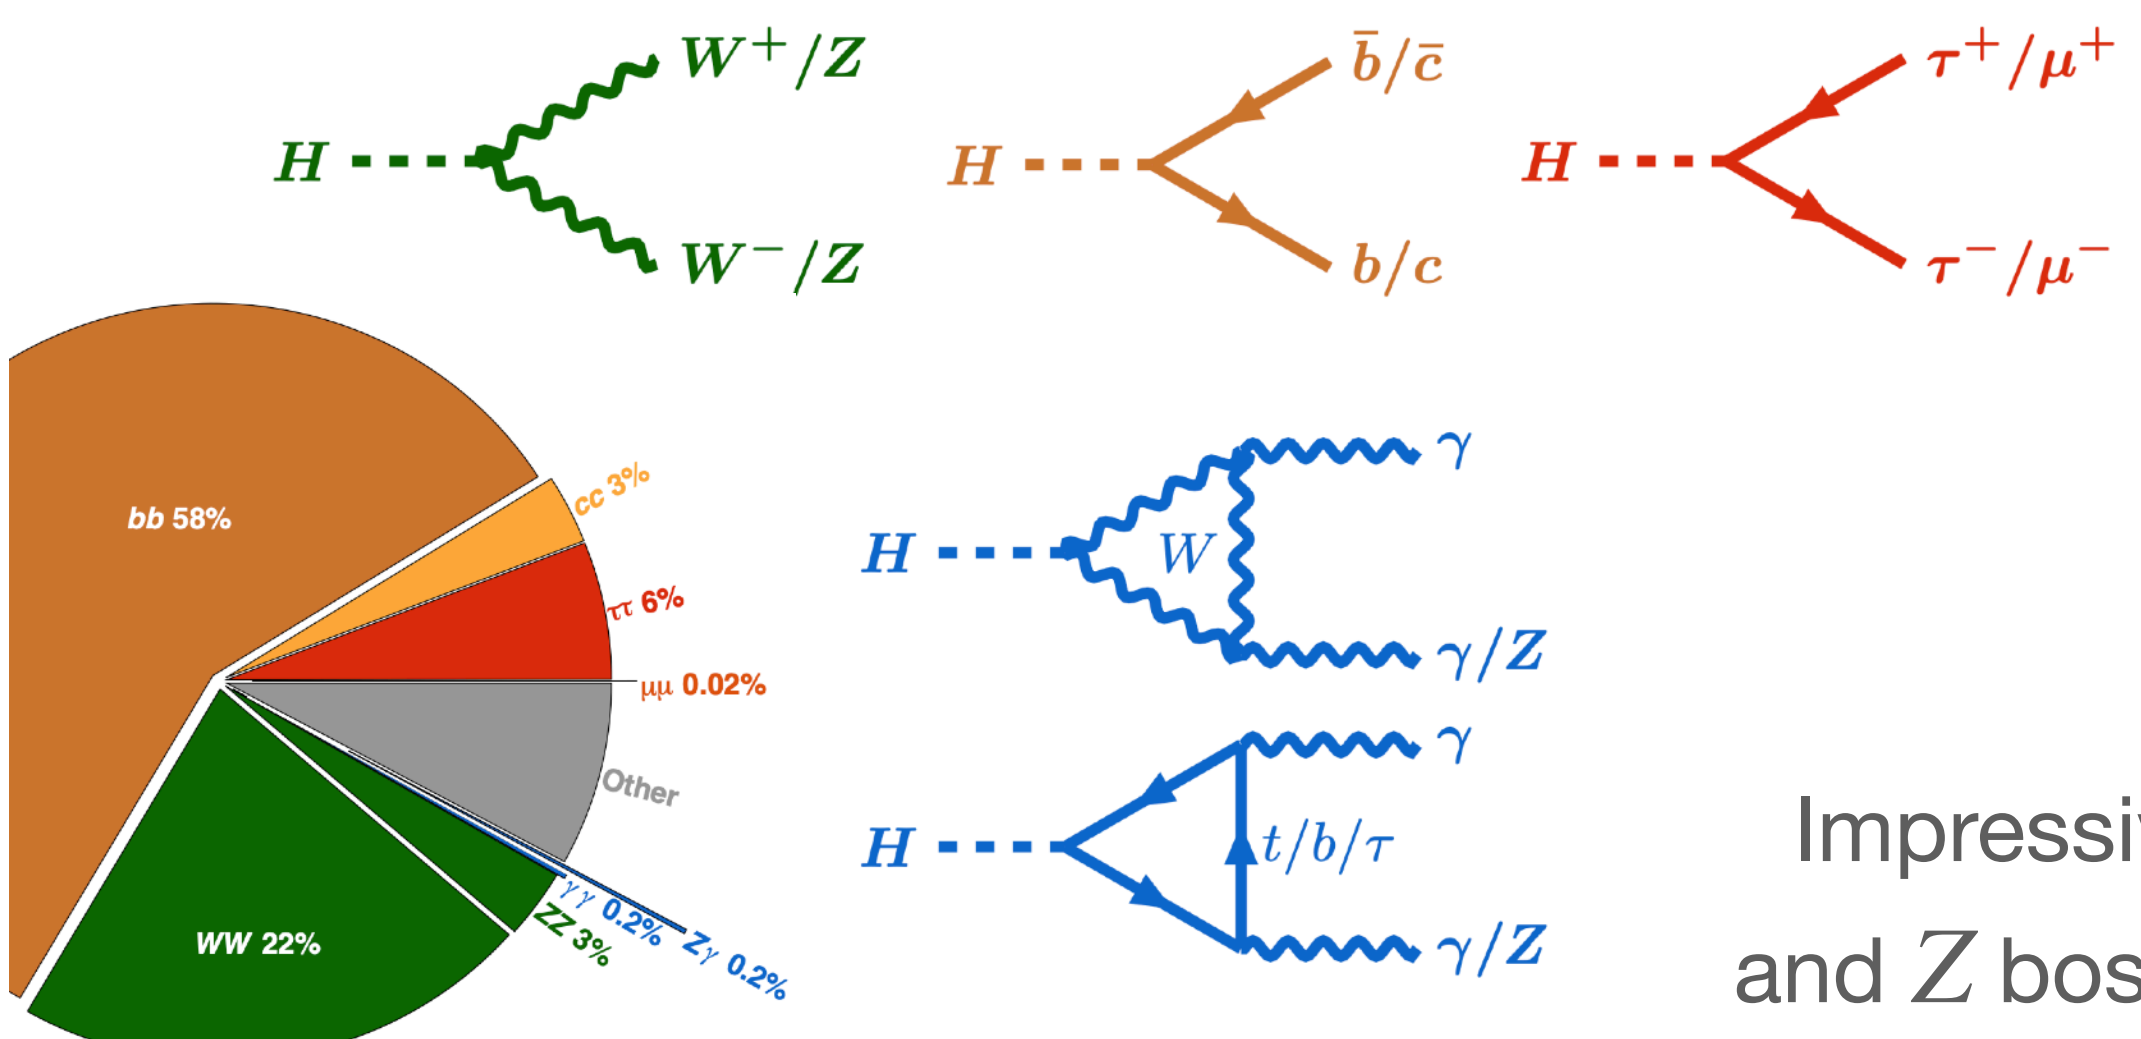 W⁺/Z
H
W⁻/Z
b̄/c̄
H
b/c
τ⁺/μ⁺
H
τ⁻/μ⁻
bb 58%
cc 3%
ττ 6%
μμ 0.02%
Other
γγ 0.2%
Zγ 0.2%
ZZ 3%
WW 22%
γ
H
W
γ/Z
γ
H
t/b/τ
γ/Z
and Z